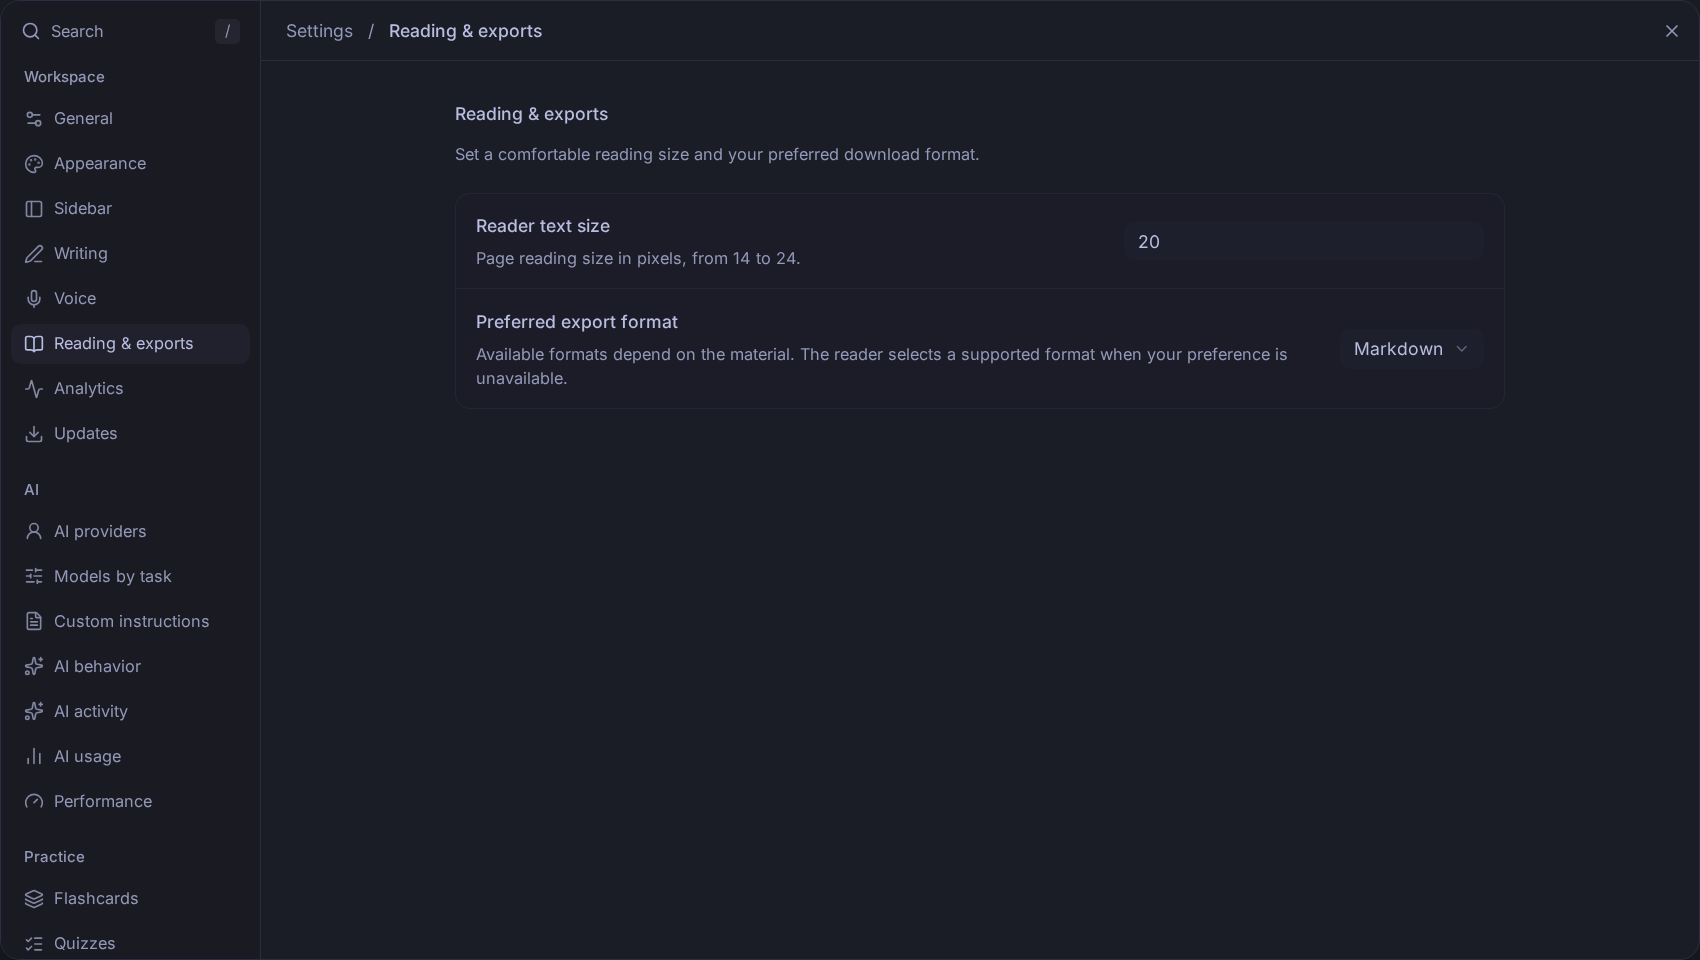 Search
/
Workspace
General
Appearance
Sidebar
Writing
Voice
Reading & exports
Analytics
Updates
AI
AI providers
Models by task
Custom instructions
AI behavior
AI activity
AI usage
Performance
Practice
Flashcards
Quizzes
Settings / Reading & exports
Reading & exports
Set a comfortable reading size and your preferred download format.
Reader text size
Page reading size in pixels, from 14 to 24.
20
Preferred export format
Available formats depend on the material. The reader selects a supported format when your preference is
unavailable.
Markdown